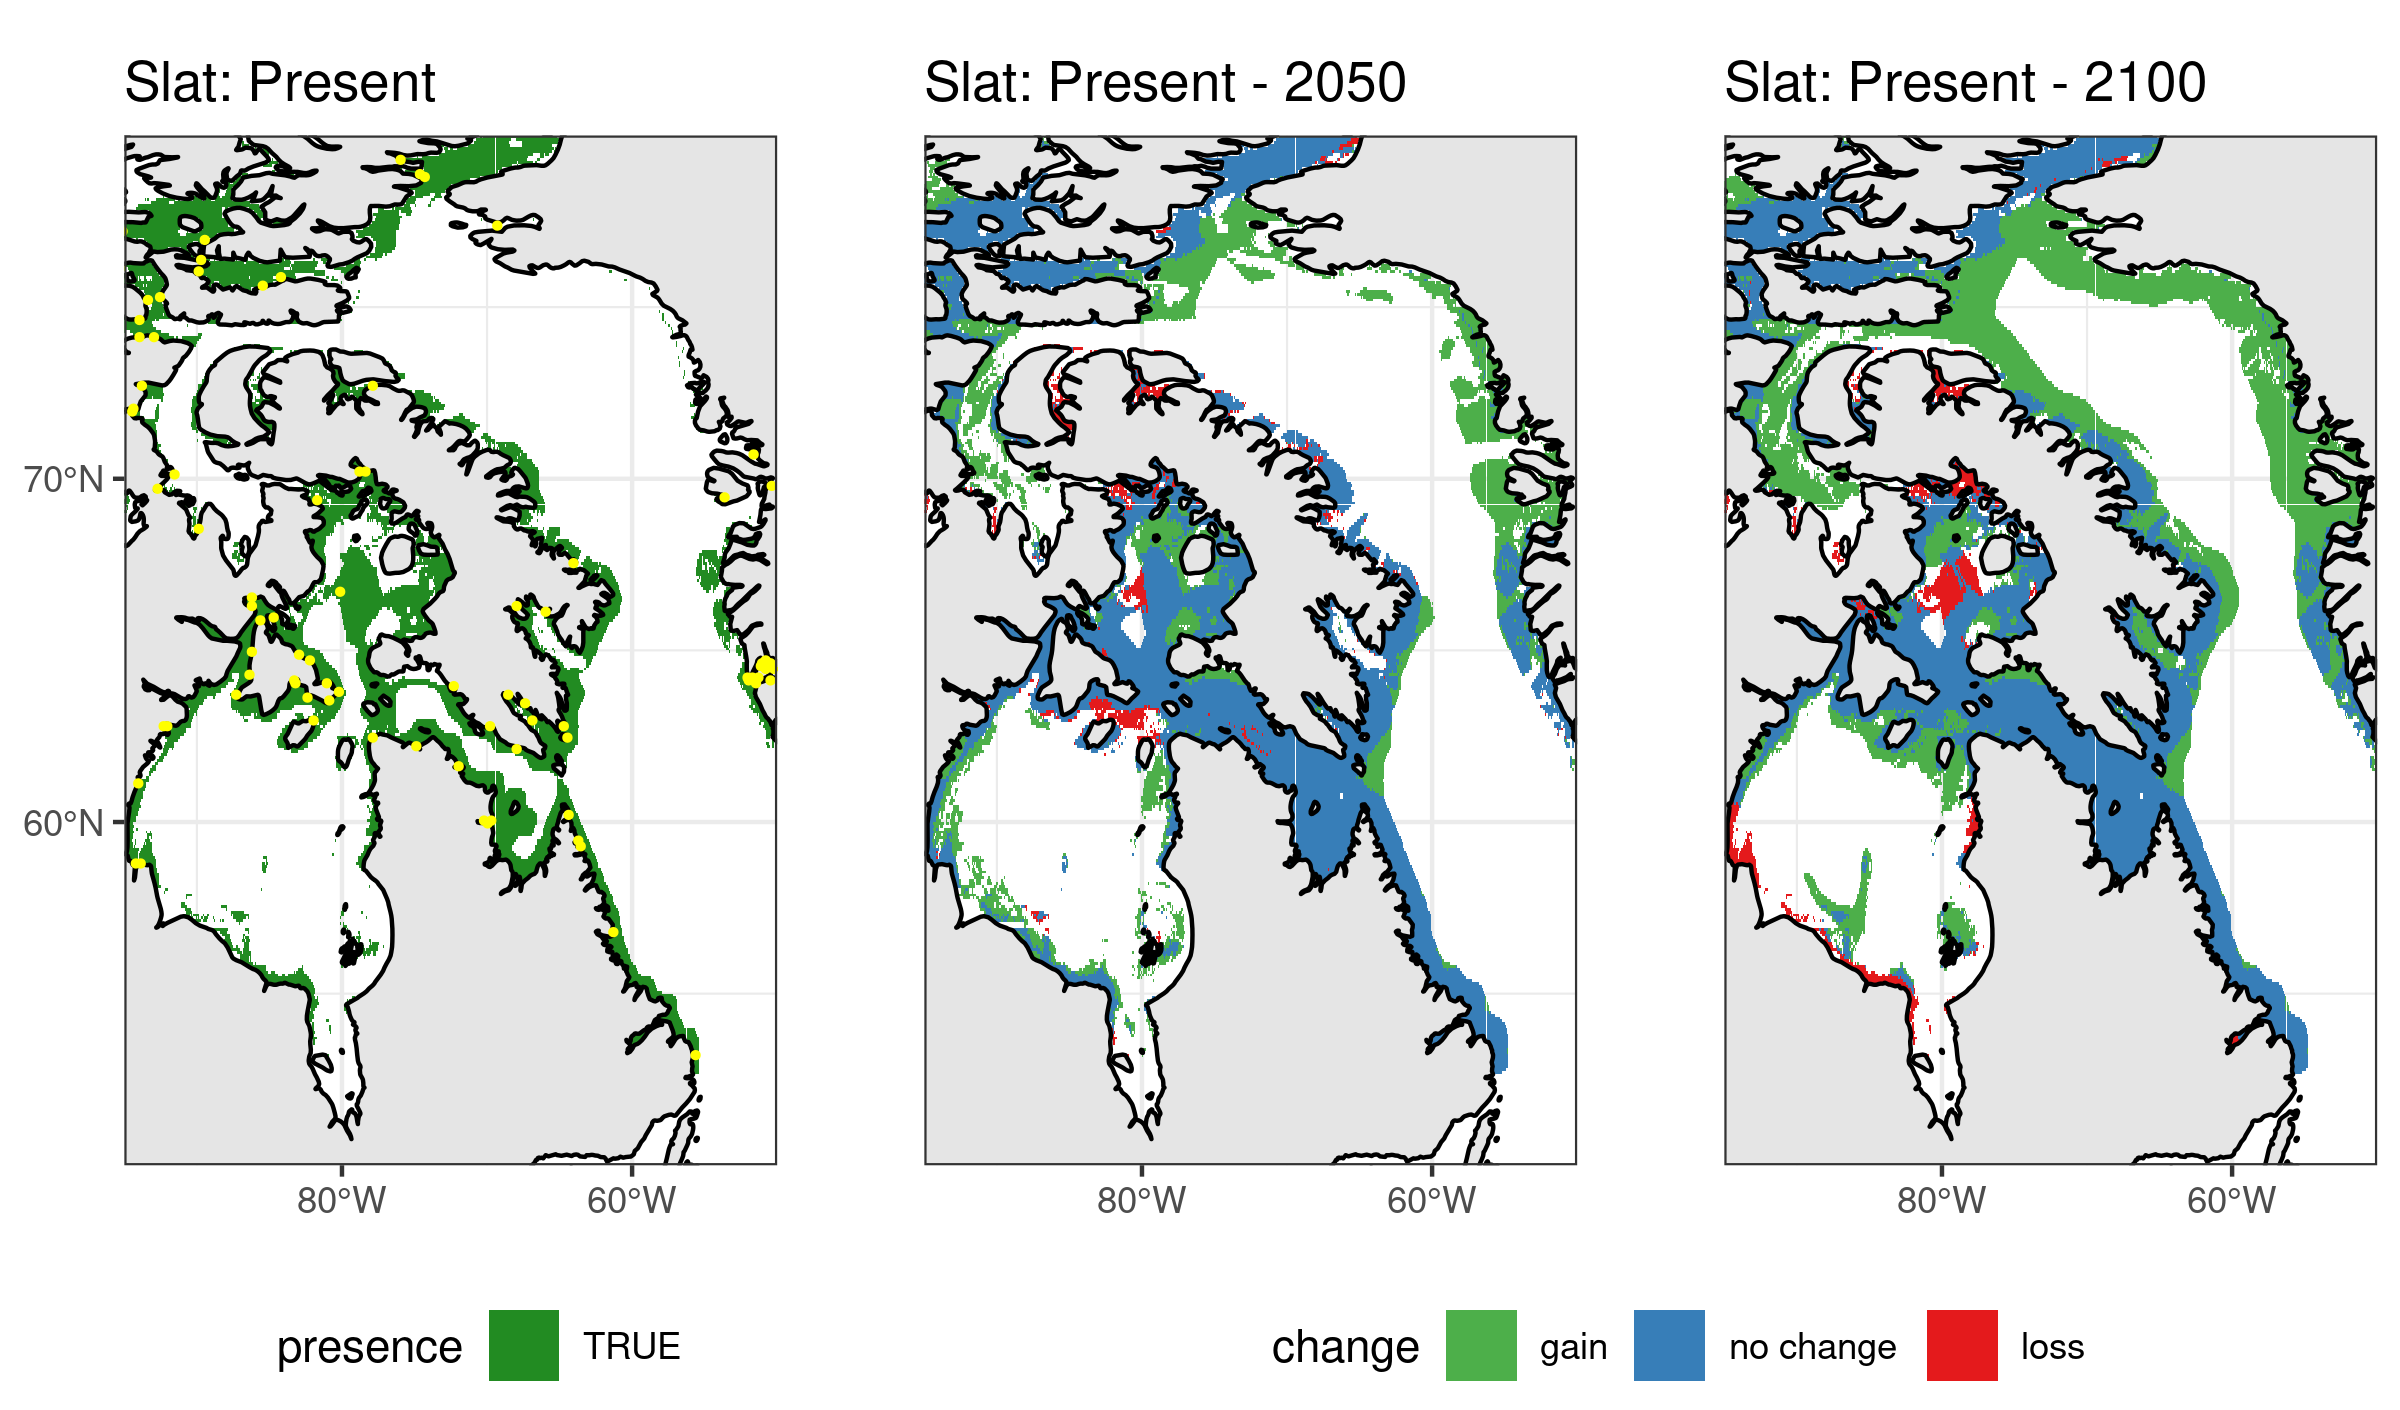 Slat: Present
Slat: Present - 2050
Slat: Present - 2100
70°N
60°N
80°W
60°W
80°W
60°W
80°W
60°W
presence
TRUE
change
gain
no change
loss